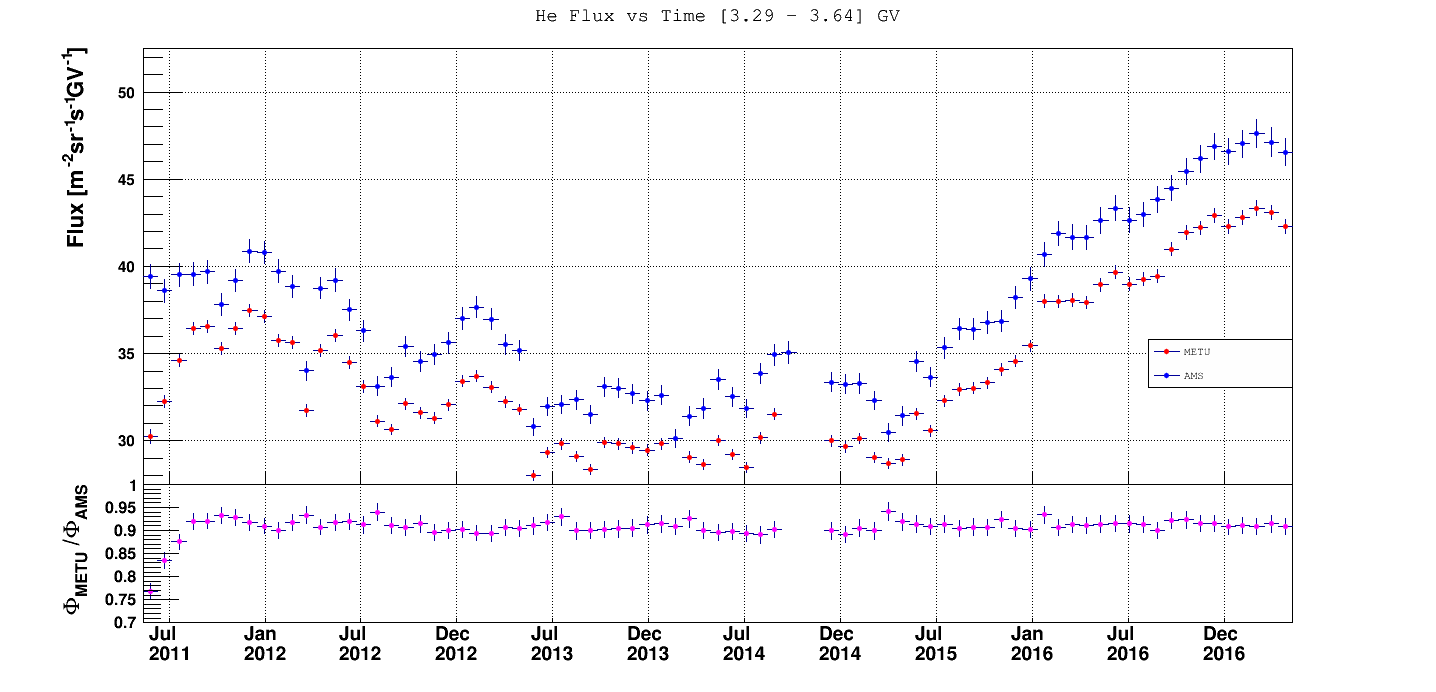 He Flux vs Time [3.29 - 3.64] GV
Flux [m⁻²sr⁻¹s⁻¹GV⁻¹]
50
45
40
35
30
METU
AMS
Φ_METU / Φ_AMS
1
0.95
0.9
0.85
0.8
0.75
0.7
Jul Jan Jul Dec Jul Dec Jul Dec Jul Jan Jul Dec
2011 2012 2012 2012 2013 2013 2014 2014 2015 2016 2016 2016